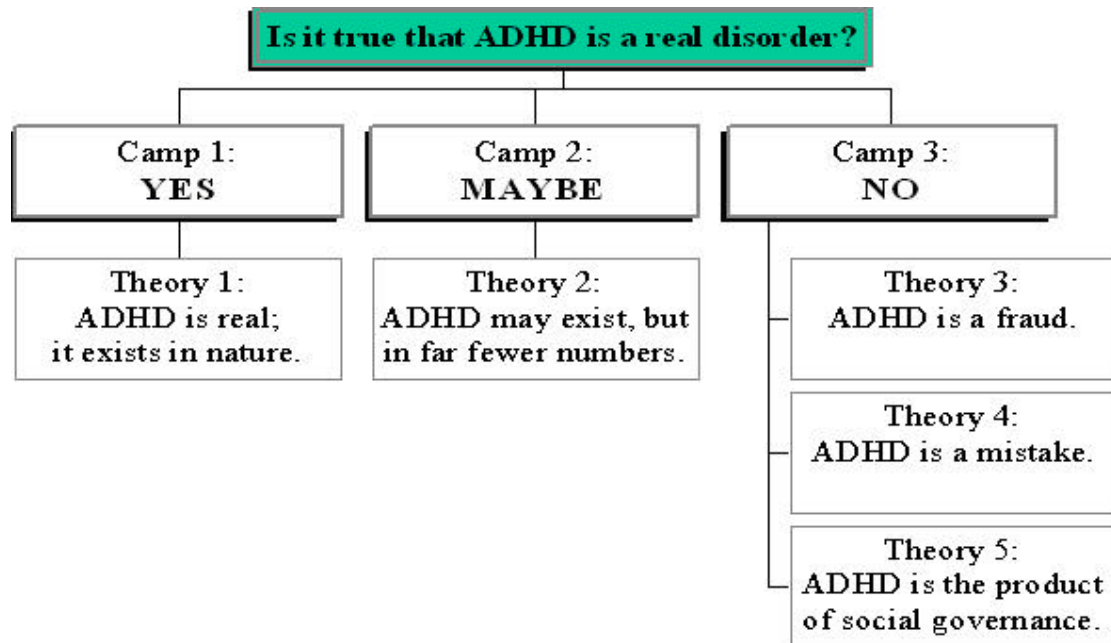 Is it true that ADHD is a real disorder?
Camp 1:
YES
Theory 1:
ADHD is real;
it exists in nature.
Camp 2:
MAYBE
Theory 2:
ADHD may exist, but
in far fewer numbers.
Camp 3:
NO
Theory 3:
ADHD is a fraud.
Theory 4:
ADHD is a mistake.
Theory 5:
ADHD is the product
of social governance.